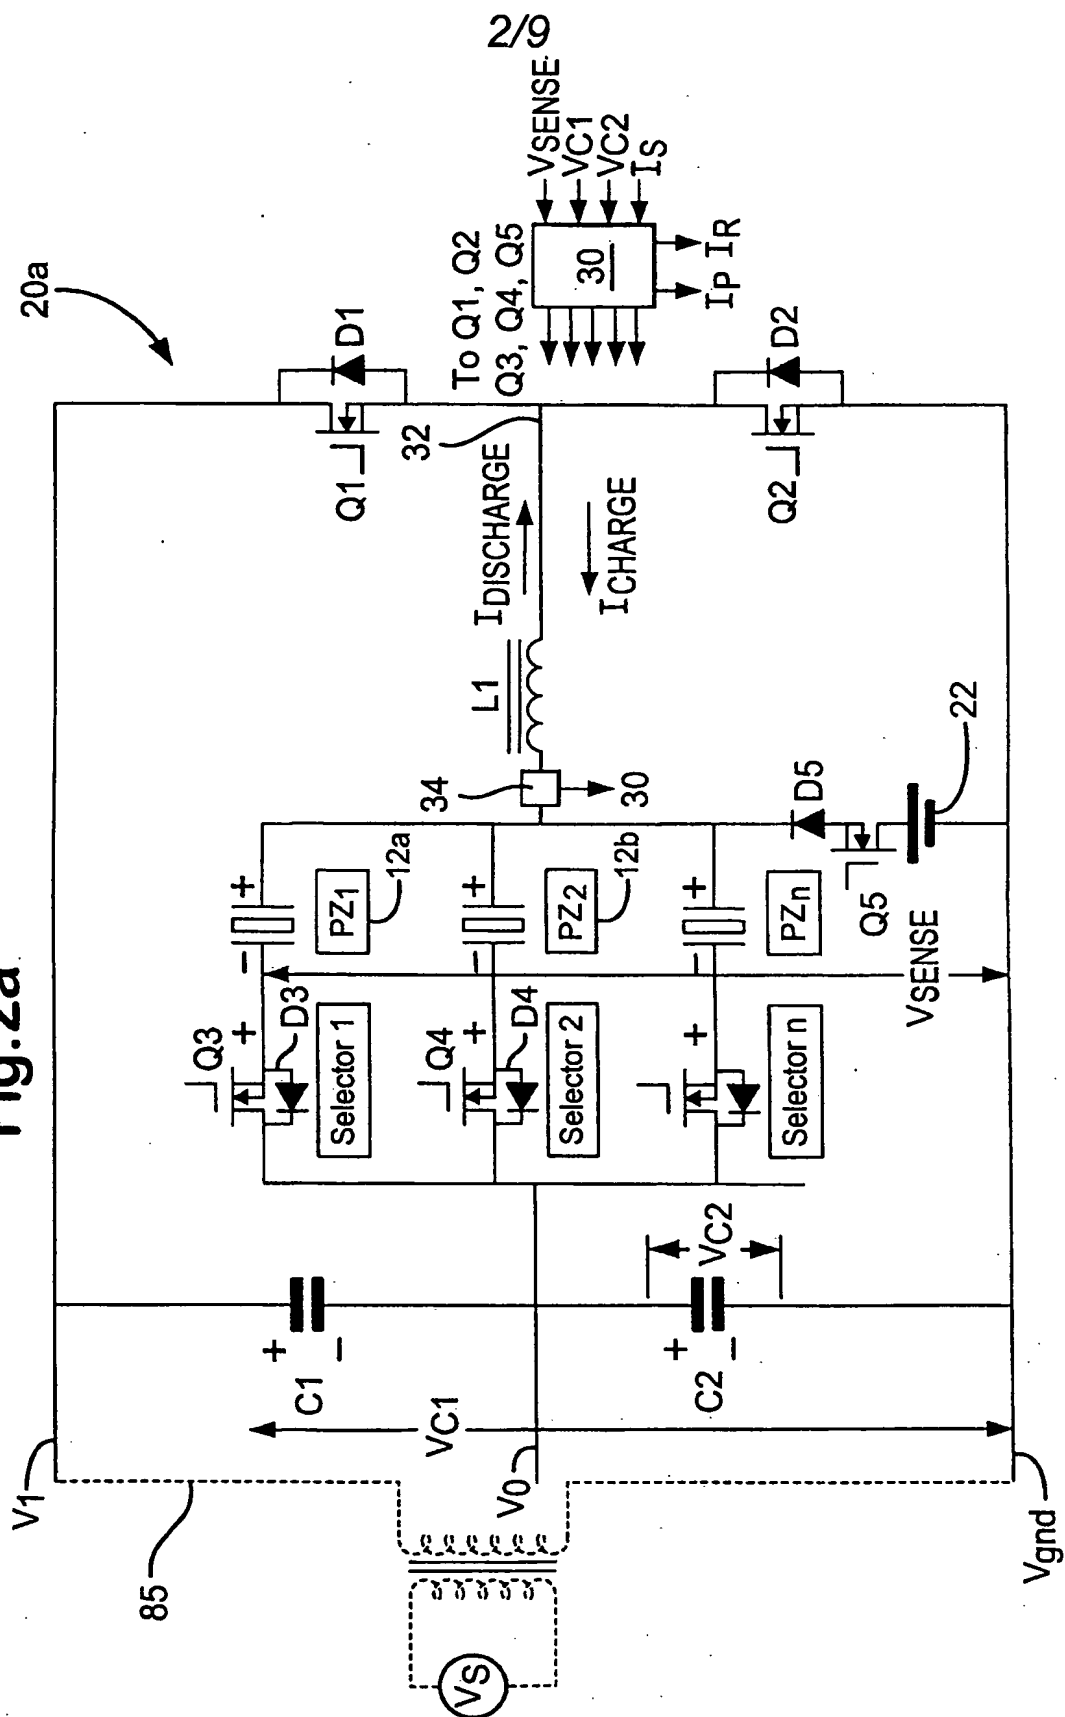 2/9
Fig.2a
20a
V1
85
VS
V0
Vgnd
VC1
C1
+
−
C2
+
−
VC2
Q3
+
D3
Selector 1
Q4
+
D4
Selector 2
+
Selector n
−
+
PZ1
12a
−
+
PZ2
12b
−
+
PZn
VSENSE
34
30
L1
IDISCHARGE
ICHARGE
32
Q5
D5
22
Q1
D1
Q2
D2
To Q1, Q2
Q3, Q4, Q5
30
VSENSE
VC1
VC2
IS
IP
IR